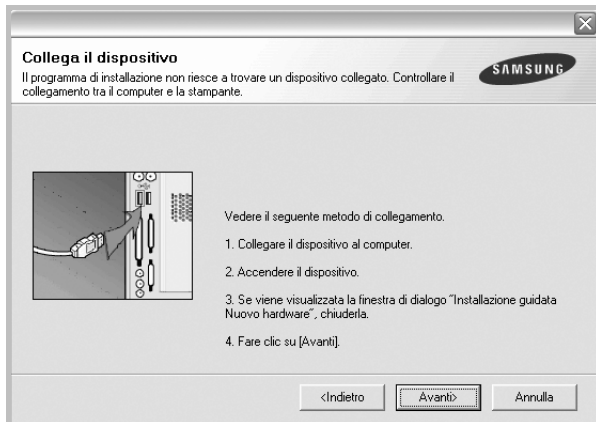 Collega il dispositivo
Il programma di installazione non riesce a trovare un dispositivo collegato. Controllare il
collegamento tra il computer e la stampante.
SAMSUNG
Vedere il seguente metodo di collegamento.
1. Collegare il dispositivo al computer.
2. Accendere il dispositivo.
3. Se viene visualizzata la finestra di dialogo "Installazione guidata
Nuovo hardware", chiuderla.
4. Fare clic su [Avanti].
<Indietro
Avanti>
Annulla